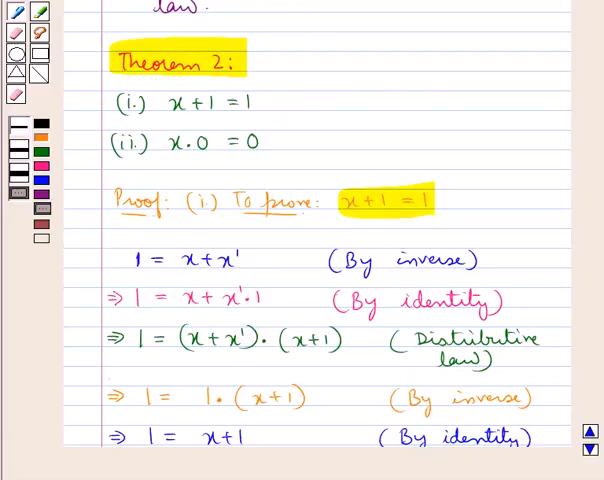 law.
Theorem 2:
(i.) x + 1 = 1
(ii.) x • 0 = 0
Proof: (i.) To prove: x + 1 = 1
1 = x + x' (By inverse)
⇒ 1 = x + x' • 1 (By identity)
⇒ 1 = (x + x') • (x + 1) (Distributive
law)
⇒ 1 = 1 • (x + 1) (By inverse)
⇒ 1 = x + 1 (By identity)